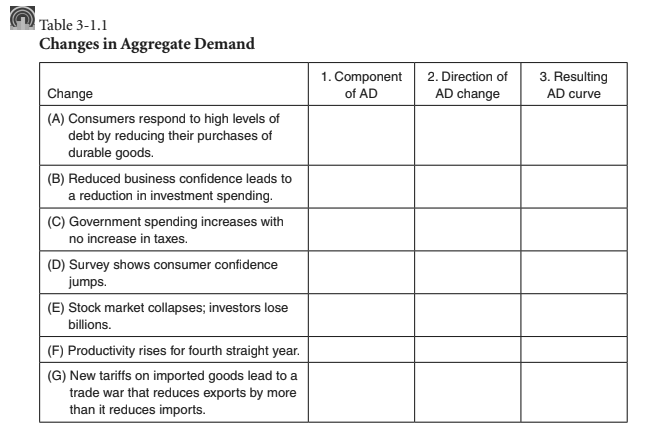 Table 3-1.1
Changes in Aggregate Demand
Change
1. Component
of AD
2. Direction of
AD change
3. Resulting
AD curve
(A) Consumers respond to high levels of
debt by reducing their purchases of
durable goods.
(B) Reduced business confidence leads to
a reduction in investment spending.
(C) Government spending increases with
no increase in taxes.
(D) Survey shows consumer confidence
jumps.
(E) Stock market collapses; investors lose
billions.
(F) Productivity rises for fourth straight year.
(G) New tariffs on imported goods lead to a
trade war that reduces exports by more
than it reduces imports.